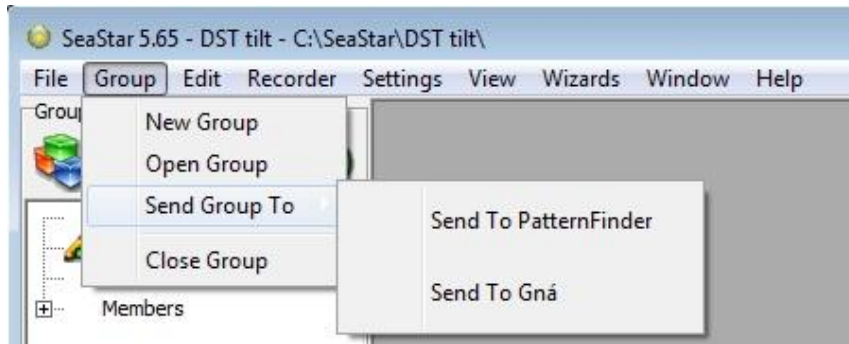 SeaStar 5.65 - DST tilt - C:\SeaStar\DST tilt\
File Group Edit Recorder Settings View Wizards Window Help
Grou
New Group
Open Group
Send Group To
Close Group
Send To PatternFinder
Send To Gná
Members